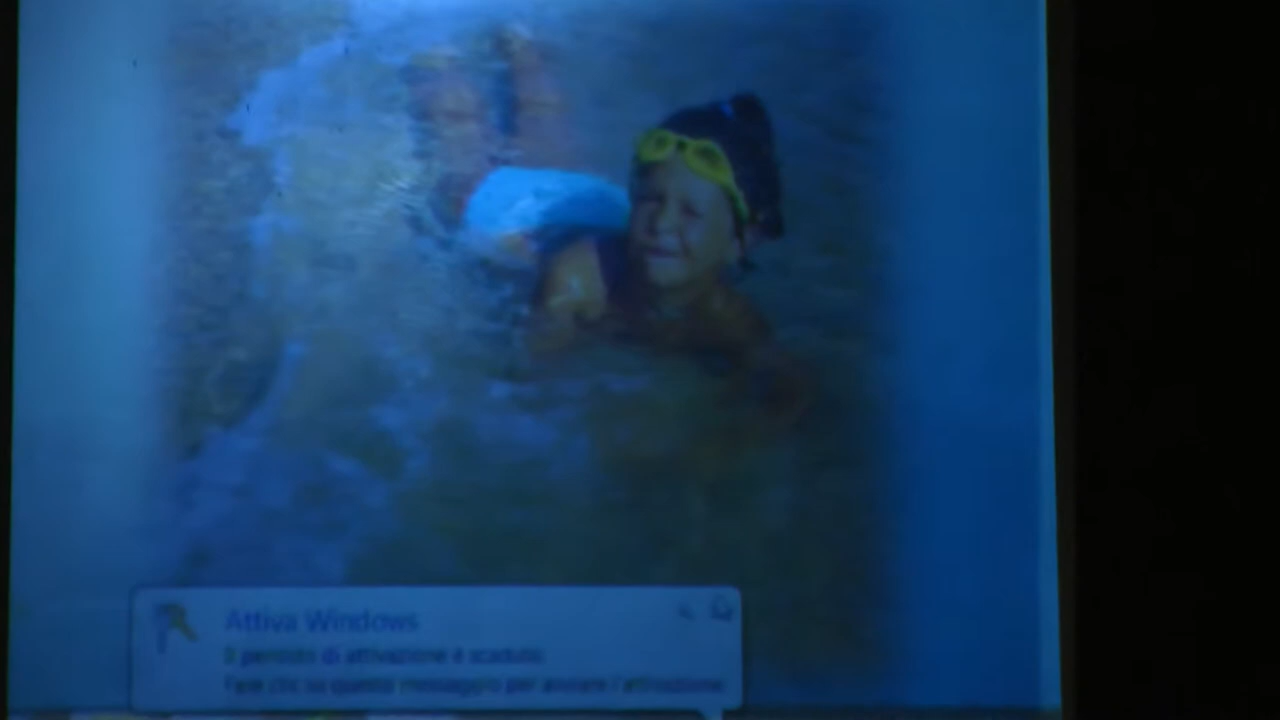 Attiva Windows
Il periodo di attivazione è scaduto.
Fare clic su questo messaggio per avviare l'attivazione.